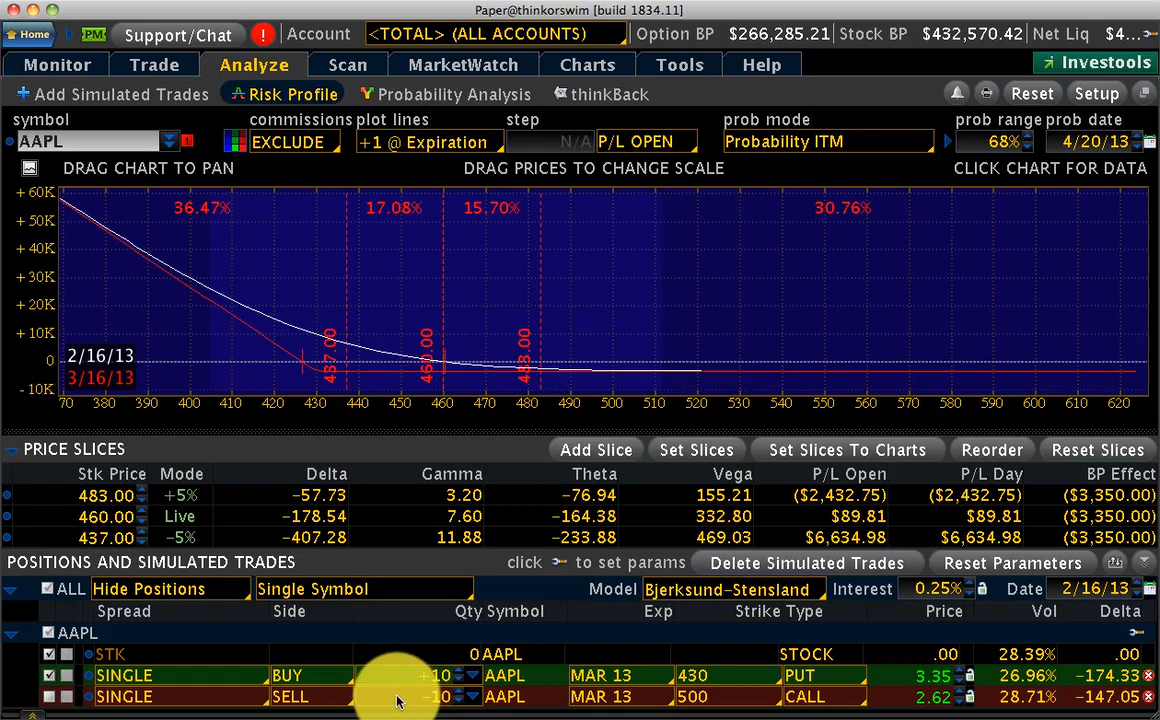 Paper@thinkorswim [build 1834.11]
Home PM Support/Chat ! Account <TOTAL> (ALL ACCOUNTS) Option BP $266,285.21 Stock BP $432,570.42 Net Liq $4...
Monitor Trade Analyze Scan MarketWatch Charts Tools Help Investools
Add Simulated Trades Risk Profile Probability Analysis thinkBack Reset Setup
symbol commissions plot lines step prob mode prob range prob date
AAPL EXCLUDE +1 @ Expiration N/A P/L OPEN Probability ITM 68% 4/20/13
DRAG CHART TO PAN DRAG PRICES TO CHANGE SCALE CLICK CHART FOR DATA
+60K 36.47% 17.08% 15.70% 30.76%
+50K
+40K
+30K
+20K
+10K
0 2/16/13 437.00 460.00 483.00
-10K 3/16/13
70 380 390 400 410 420 430 440 450 460 470 480 490 500 510 520 530 540 550 560 570 580 590 600 610 620
PRICE SLICES Add Slice Set Slices Set Slices To Charts Reorder Reset Slices
Stk Price Mode Delta Gamma Theta Vega P/L Open P/L Day BP Effect
483.00 +5% -57.73 3.20 -76.94 155.21 ($2,432.75) ($2,432.75) ($3,350.00)
460.00 Live -178.54 7.60 -164.38 332.80 $89.81 $89.81 ($3,350.00)
437.00 -5% -407.28 11.88 -233.88 469.03 $6,634.98 $6,634.98 ($3,350.00)
POSITIONS AND SIMULATED TRADES click to set params Delete Simulated Trades Reset Parameters
ALL Hide Positions Single Symbol Model Bjerksund-Stensland Interest 0.25% Date 2/16/13
Spread Side Qty Symbol Exp Strike Type Price Vol Delta
AAPL
STK 0 AAPL STOCK .00 28.39% .00
SINGLE BUY +10 AAPL MAR 13 430 PUT 3.35 26.96% -174.33
SINGLE SELL -10 AAPL MAR 13 500 CALL 2.62 28.71% -147.05